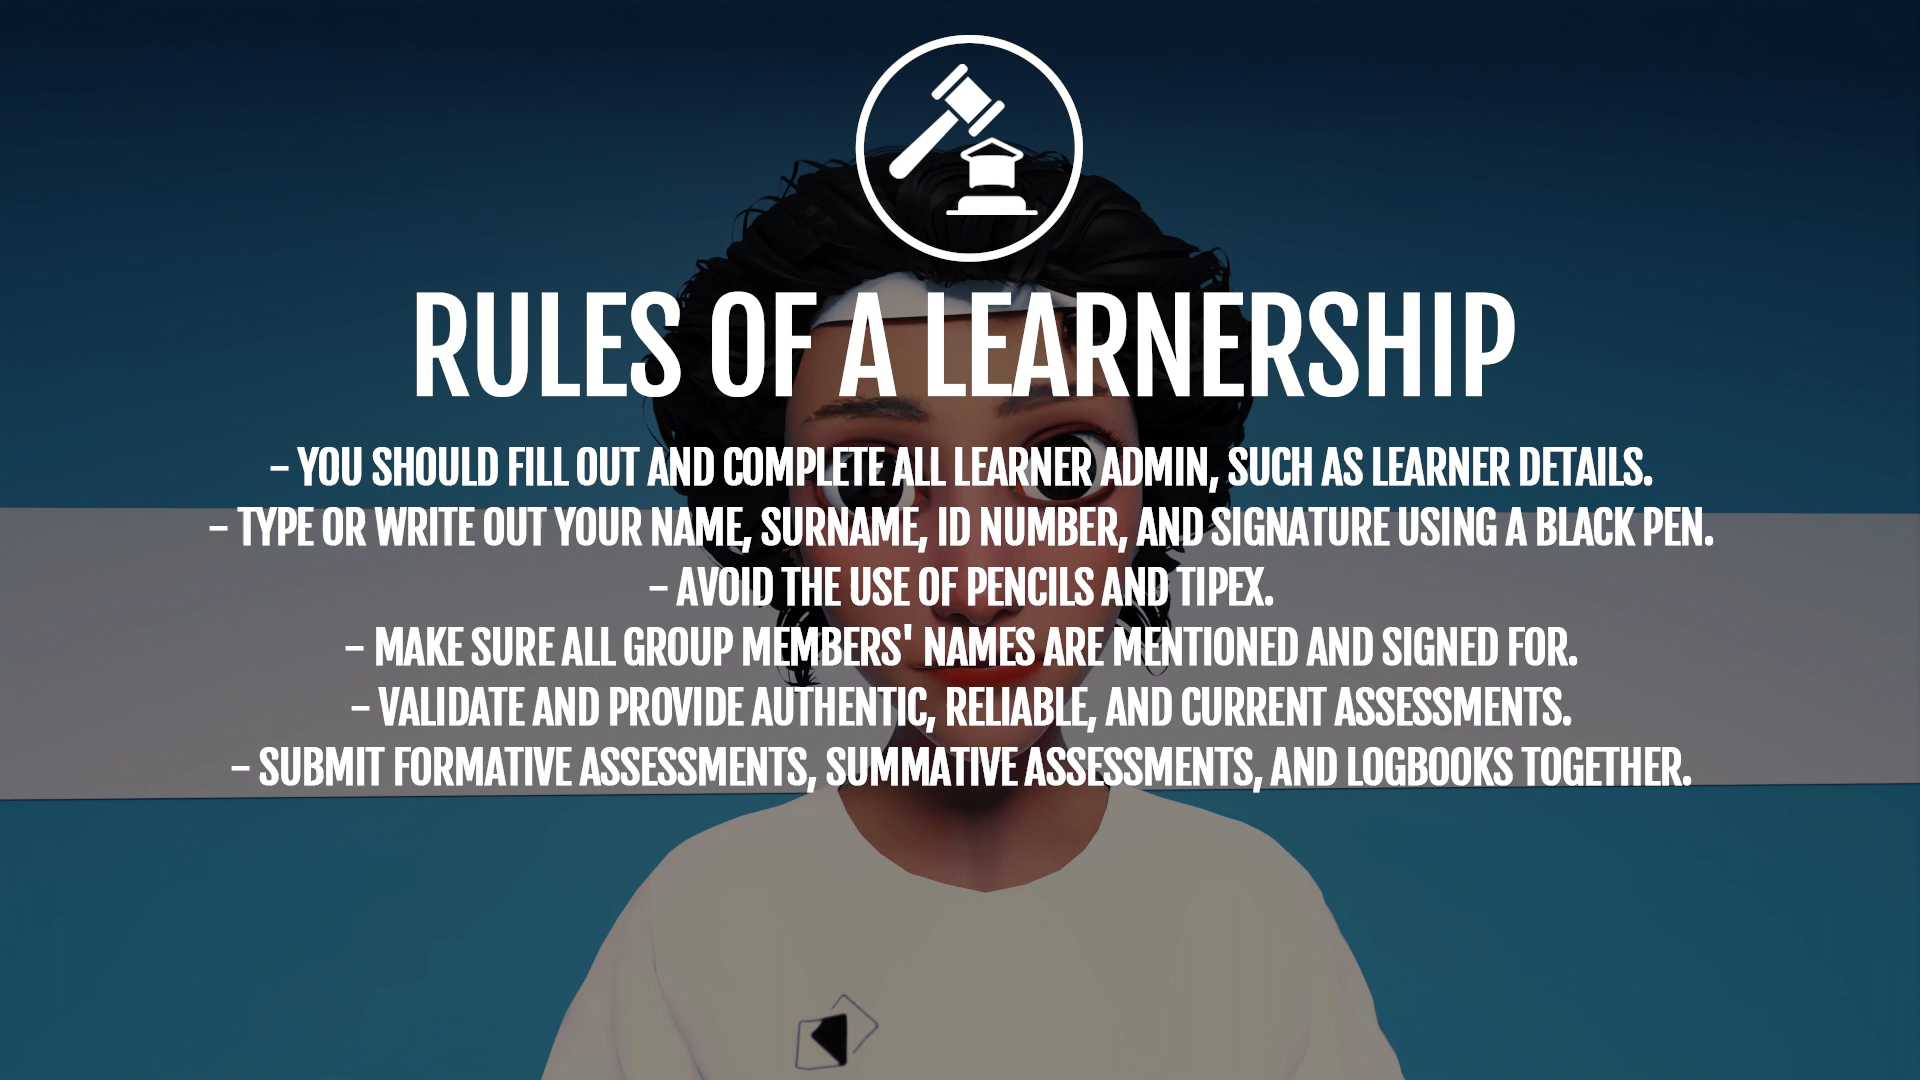 RULES OF A LEARNERSHIP
– YOU SHOULD FILL OUT AND COMPLETE ALL LEARNER ADMIN, SUCH AS LEARNER DETAILS.
– TYPE OR WRITE OUT YOUR NAME, SURNAME, ID NUMBER, AND SIGNATURE USING A BLACK PEN.
– AVOID THE USE OF PENCILS AND TIPEX.
– MAKE SURE ALL GROUP MEMBERS' NAMES ARE MENTIONED AND SIGNED FOR.
– VALIDATE AND PROVIDE AUTHENTIC, RELIABLE, AND CURRENT ASSESSMENTS.
– SUBMIT FORMATIVE ASSESSMENTS, SUMMATIVE ASSESSMENTS, AND LOGBOOKS TOGETHER.